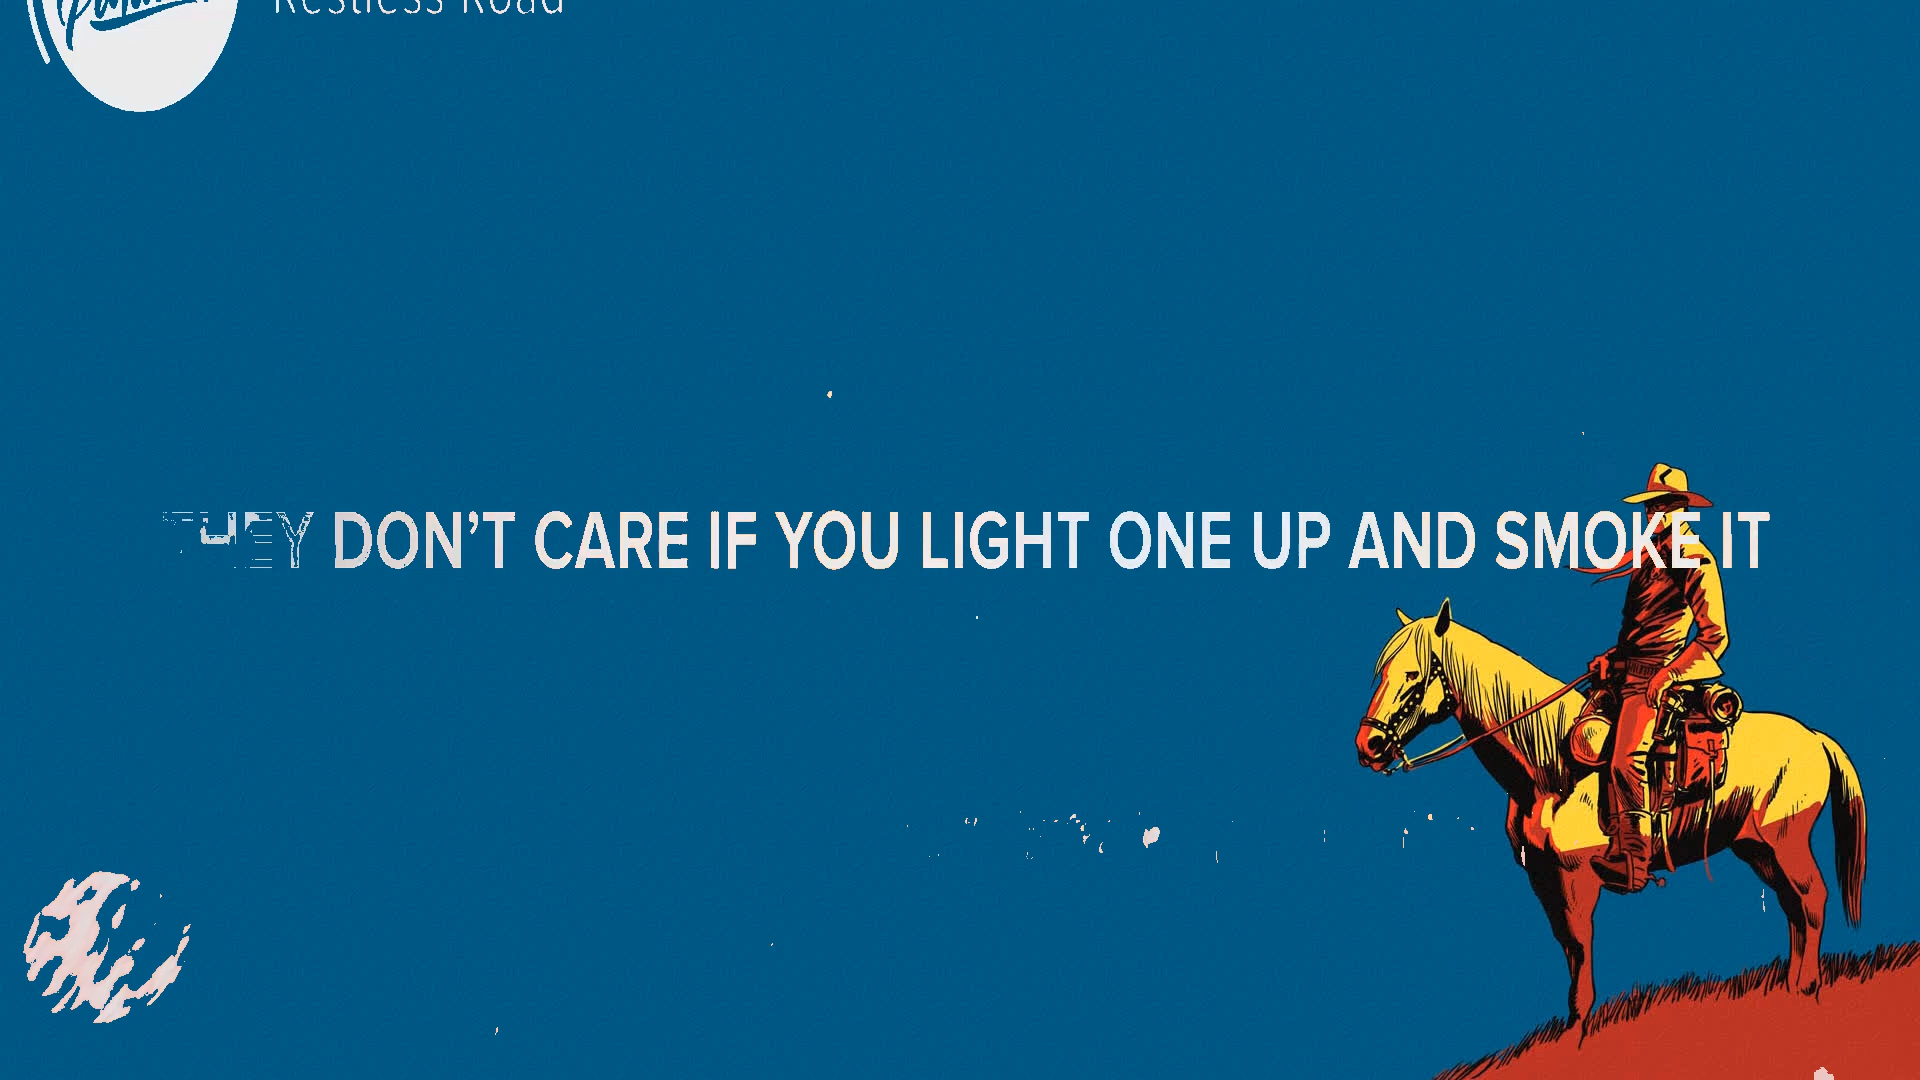 Restless Road
THEY DON'T CARE IF YOU LIGHT ONE UP AND SMOKE IT